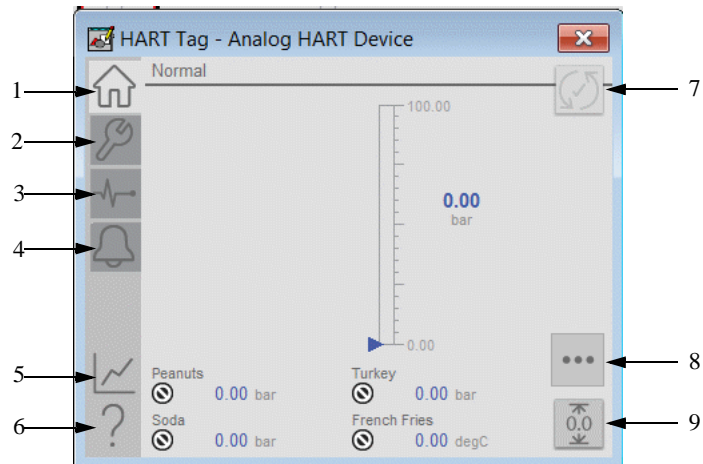 HART Tag - Analog HART Device
1
Normal
7
2
100.00
3
0.00
bar
4
0.00
5
8
Peanuts
Turkey
0.00 bar
0.00 bar
6
Soda
French Fries
0.00 bar
0.00 degC
?
0.0
9